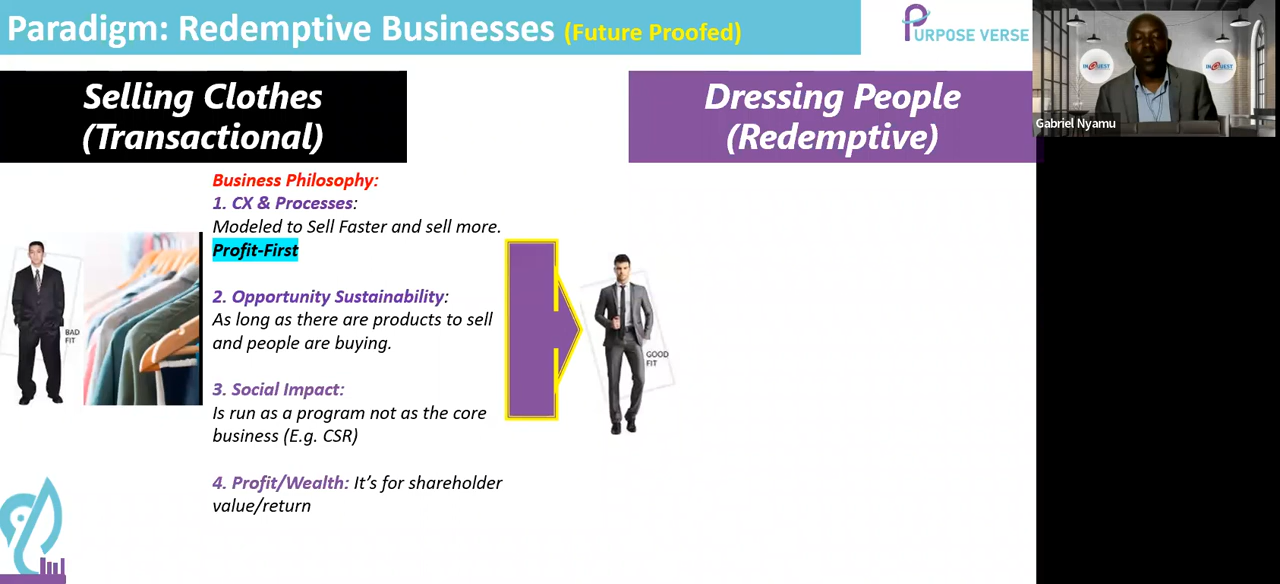 Paradigm: Redemptive Businesses (Future Proofed)
PURPOSE VERSE
Selling Clothes
(Transactional)
Dressing People
(Redemptive)
INQUEST
INQUEST
Gabriel Nyamu
Business Philosophy:
1. CX & Processes:
Modeled to Sell Faster and sell more.
Profit-First
2. Opportunity Sustainability:
As long as there are products to sell
and people are buying.
3. Social Impact:
Is run as a program not as the core
business (E.g. CSR)
4. Profit/Wealth: It’s for shareholder
value/return
BAD
FIT
GOOD
FIT